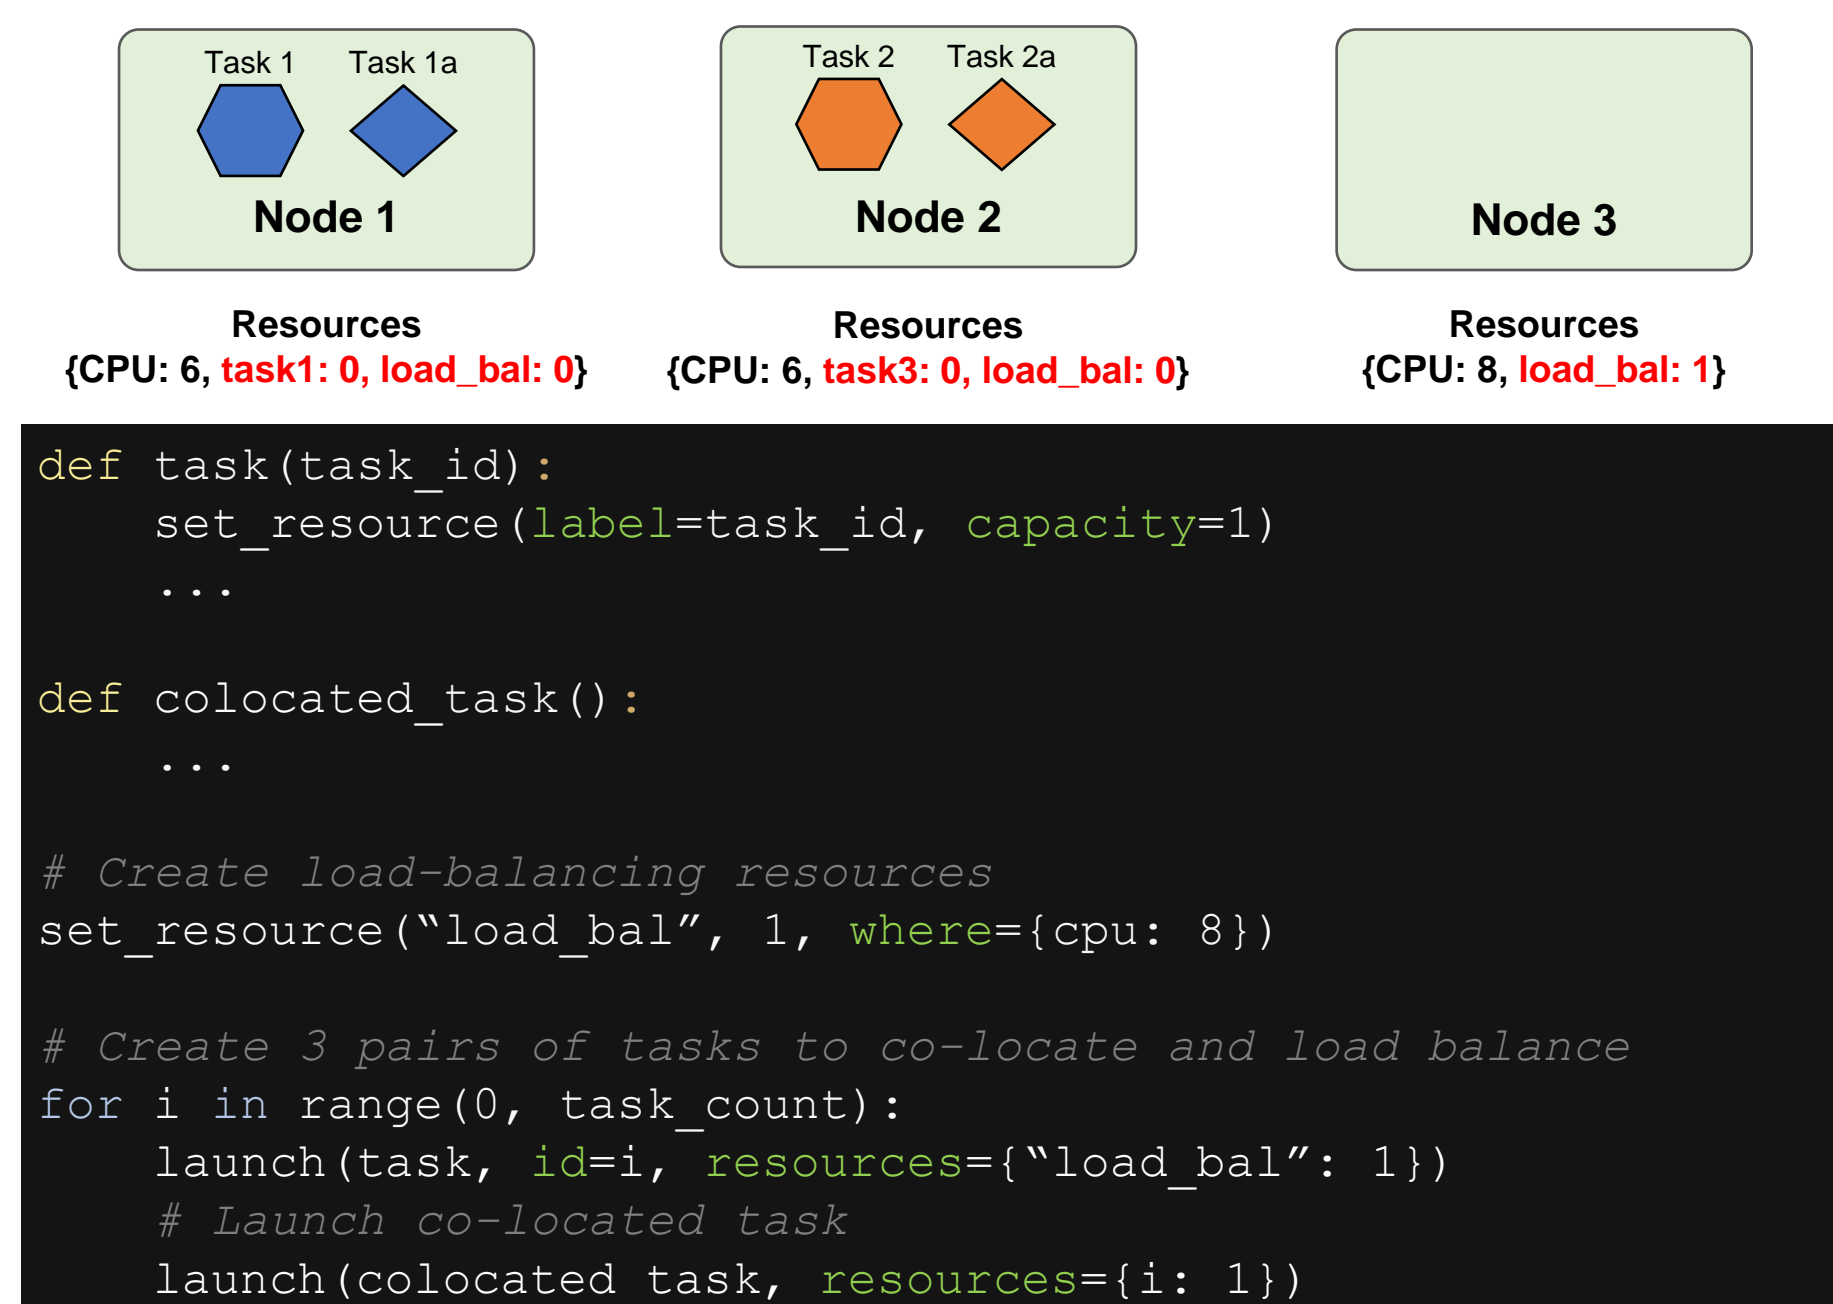 Task 1 Task 1a
Node 1
Task 2 Task 2a
Node 2
Node 3
Resources
{CPU: 6, task1: 0, load_bal: 0}
Resources
{CPU: 6, task3: 0, load_bal: 0}
Resources
{CPU: 8, load_bal: 1}
def task(task_id):
set_resource(label=task_id, capacity=1)
...
def colocated_task():
...
# Create load-balancing resources
set_resource(“load_bal”, 1, where={cpu: 8})
# Create 3 pairs of tasks to co-locate and load balance
for i in range(0, task_count):
launch(task, id=i, resources={“load_bal”: 1})
# Launch co-located task
launch(colocated task, resources={i: 1})